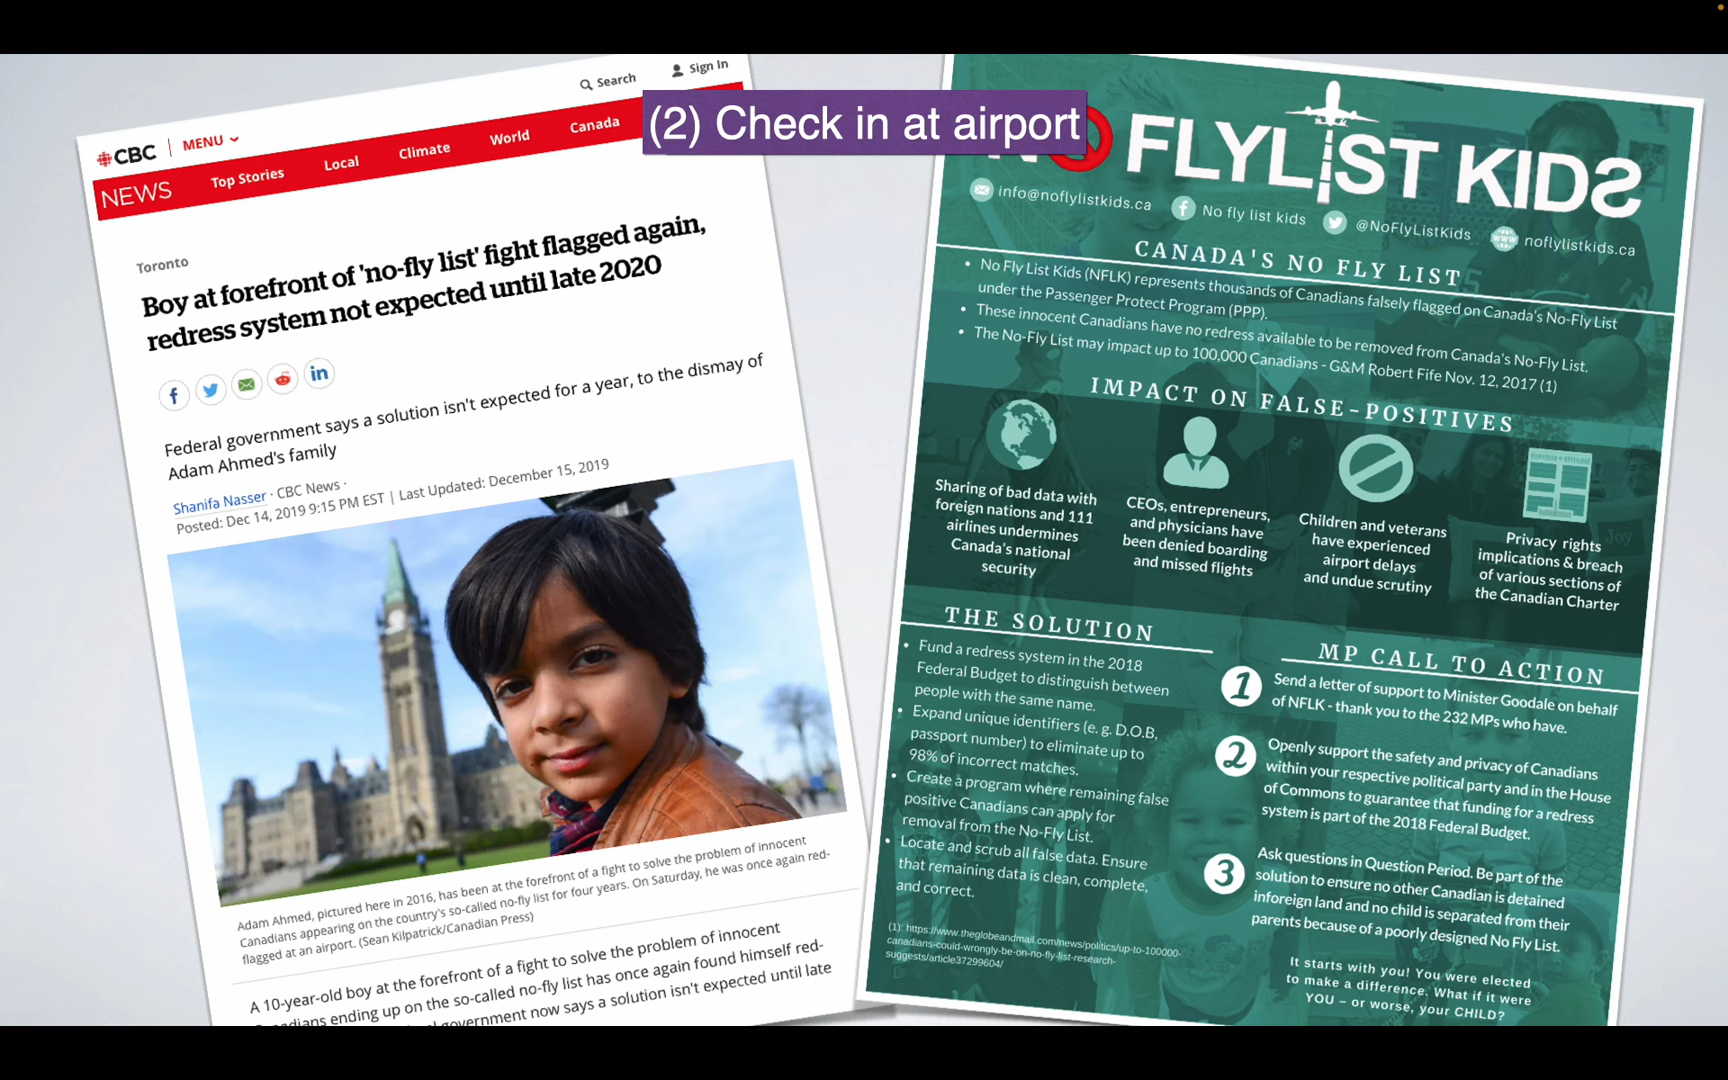 (2) Check in at airport
Search
Sign In
CBC
MENU
NEWS
Top Stories
Local
Climate
World
Canada
Toronto
Boy at forefront of 'no-fly list' fight flagged again,
redress system not expected until late 2020
Federal government says a solution isn't expected for a year, to the dismay of
Adam Ahmed's family
Shanifa Nasser · CBC News ·
Posted: Dec 14, 2019 9:15 PM EST | Last Updated: December 15, 2019
Adam Ahmed, pictured here in 2016, has been at the forefront of a fight to solve the problem of innocent
Canadians appearing on the country's so-called no-fly list for four years. On Saturday, he was once again red-
flagged at an airport. (Sean Kilpatrick/Canadian Press)
A 10-year-old boy at the forefront of a fight to solve the problem of innocent
Canadians ending up on the so-called no-fly list has once again found himself red-
government now says a solution isn't expected until late
FLYLIST KIDS
info@noflylistkids.ca
No fly list kids
@NoFlyListKids
www
noflylistkids.ca
CANADA'S NO FLY LIST
• No Fly List Kids (NFLK) represents thousands of Canadians falsely flagged on Canada's No-Fly List
under the Passenger Protect Program (PPP).
• These innocent Canadians have no redress available to be removed from Canada's No-Fly List.
• The No-Fly List may impact up to 100,000 Canadians - G&M Robert Fife Nov. 12, 2017 (1)
IMPACT ON FALSE-POSITIVES
Sharing of bad data with
foreign nations and 111
airlines undermines
Canada's national
security
CEOs, entrepreneurs,
and physicians have
been denied boarding
and missed flights
Children and veterans
have experienced
airport delays
and undue scrutiny
Privacy rights
implications & breach
of various sections of
the Canadian Charter
THE SOLUTION
• Fund a redress system in the 2018
Federal Budget to distinguish between
people with the same name.
• Expand unique identifiers (e. g. D.O.B,
passport number) to eliminate up to
98% of incorrect matches.
• Create a program where remaining false
positive Canadians can apply for
removal from the No-Fly List.
• Locate and scrub all false data. Ensure
that remaining data is clean, complete,
and correct.
(1): https://www.theglobeandmail.com/news/politics/up-to-100000-
canadians-could-wrongly-be-on-no-fly-list-research-
suggests/article37299604/
MP CALL TO ACTION
1
Send a letter of support to Minister Goodale on behalf
of NFLK - thank you to the 232 MPs who have.
2
Openly support the safety and privacy of Canadians
within your respective political party and in the House
of Commons to guarantee that funding for a redress
system is part of the 2018 Federal Budget.
3
Ask questions in Question Period. Be part of the
solution to ensure no other Canadian is detained
inforeign land and no child is separated from their
parents because of a poorly designed No Fly List.
It starts with you! You were elected
to make a difference. What if it were
YOU – or worse, your CHILD?